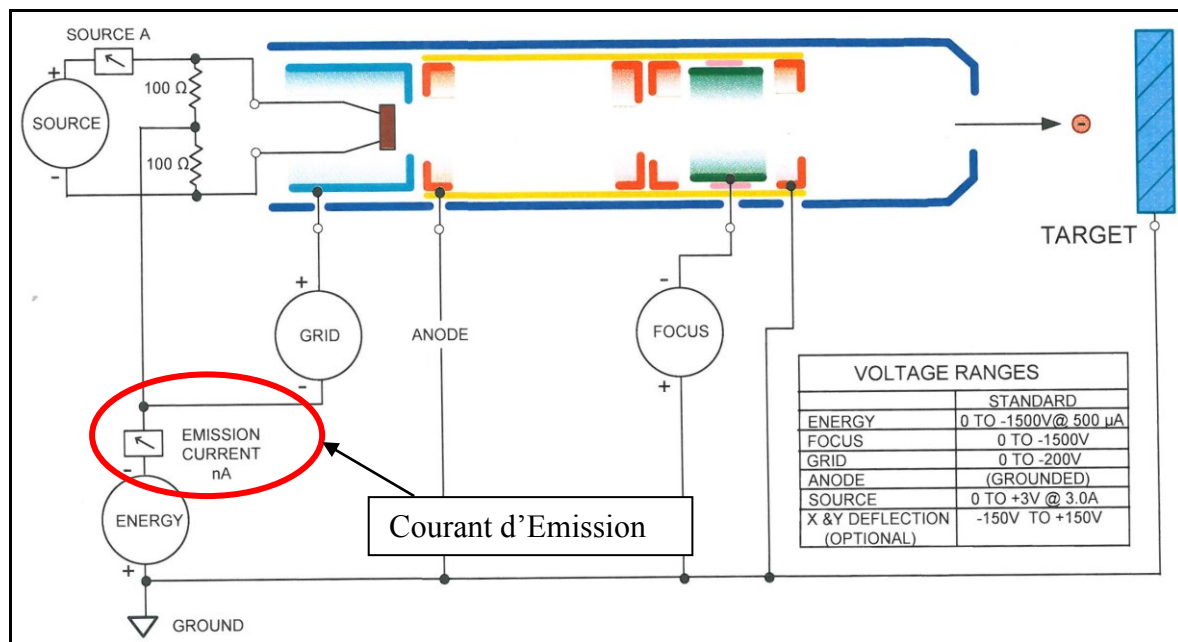 SOURCE A
+
100 Ω
SOURCE
-
100 Ω
TARGET
+
GRID
-
ANODE
-
FOCUS
+
EMISSION
CURRENT
nA
-
ENERGY
+
GROUND
Courant d’Emission
VOLTAGE RANGES
STANDARD
ENERGY 0 TO -1500V@ 500 µA
FOCUS 0 TO -1500V
GRID 0 TO -200V
ANODE (GROUNDED)
SOURCE 0 TO +3V @ 3.0A
X &Y DEFLECTION -150V TO +150V
(OPTIONAL)